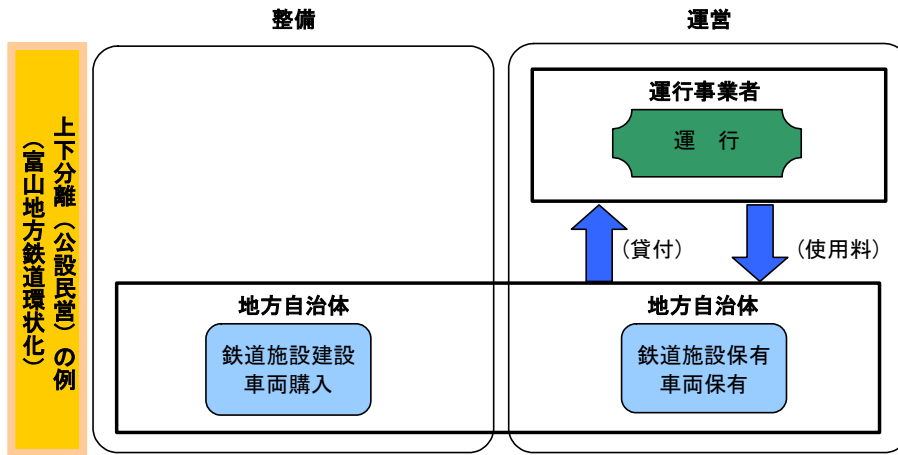 整備
運営
上下分離（公設民営）の例
（富山地方鉄道環状化）
運行事業者
運　行
(貸付)
(使用料)
地方自治体
鉄道施設建設
車両購入
地方自治体
鉄道施設保有
車両保有